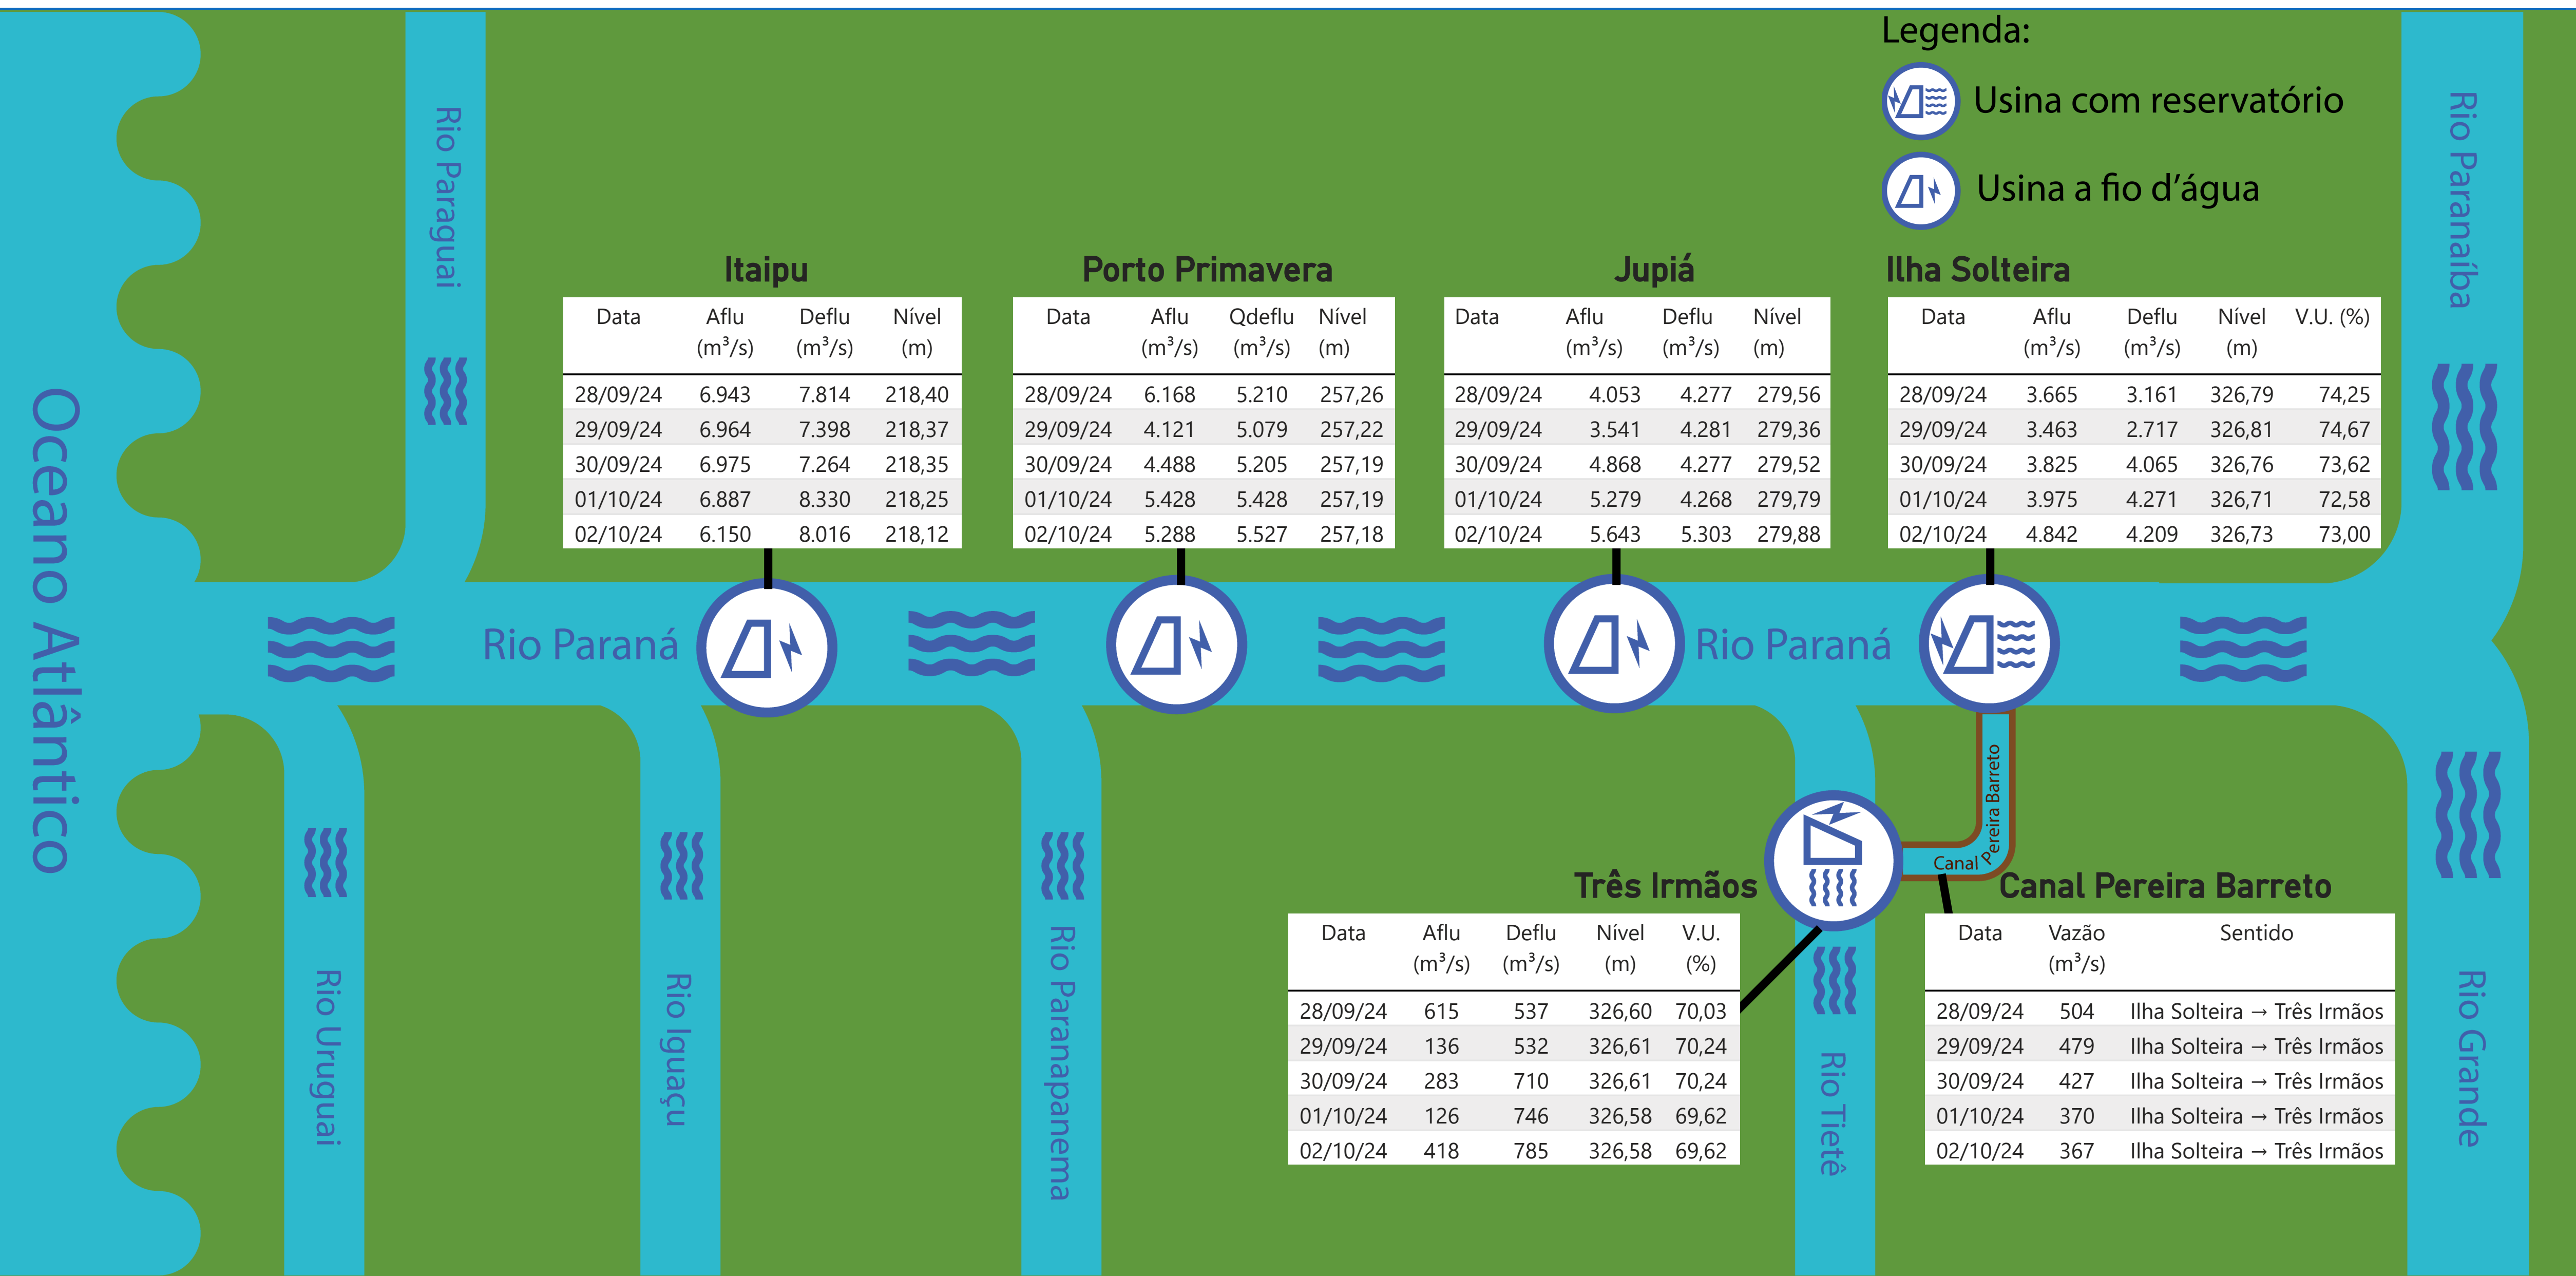 Legenda:
Usina com reservatório
Usina a fio d’água
Oceano Atlântico
Rio Paraguai
Rio Paranaíba
Itaipu
Data Aflu Deflu Nível
(m³/s) (m³/s) (m)
28/09/24 6.943 7.814 218,40
29/09/24 6.964 7.398 218,37
30/09/24 6.975 7.264 218,35
01/10/24 6.887 8.330 218,25
02/10/24 6.150 8.016 218,12
Porto Primavera
Data Aflu Qdeflu Nível
(m³/s) (m³/s) (m)
28/09/24 6.168 5.210 257,26
29/09/24 4.121 5.079 257,22
30/09/24 4.488 5.205 257,19
01/10/24 5.428 5.428 257,19
02/10/24 5.288 5.527 257,18
Jupiá
Data Aflu Deflu Nível
(m³/s) (m³/s) (m)
28/09/24 4.053 4.277 279,56
29/09/24 3.541 4.281 279,36
30/09/24 4.868 4.277 279,52
01/10/24 5.279 4.268 279,79
02/10/24 5.643 5.303 279,88
Ilha Solteira
Data Aflu Deflu Nível V.U. (%)
(m³/s) (m³/s) (m)
28/09/24 3.665 3.161 326,79 74,25
29/09/24 3.463 2.717 326,81 74,67
30/09/24 3.825 4.065 326,76 73,62
01/10/24 3.975 4.271 326,71 72,58
02/10/24 4.842 4.209 326,73 73,00
Rio Paraná
Rio Paraná
Rio Uruguai
Rio Iguaçu
Rio Paranapanema
Rio Tietê
Rio Grande
Canal Pereira Barreto
Três Irmãos
Data Aflu Deflu Nível V.U.
(m³/s) (m³/s) (m) (%)
28/09/24 615 537 326,60 70,03
29/09/24 136 532 326,61 70,24
30/09/24 283 710 326,61 70,24
01/10/24 126 746 326,58 69,62
02/10/24 418 785 326,58 69,62
Canal Pereira Barreto
Data Vazão Sentido
(m³/s)
28/09/24 504 Ilha Solteira → Três Irmãos
29/09/24 479 Ilha Solteira → Três Irmãos
30/09/24 427 Ilha Solteira → Três Irmãos
01/10/24 370 Ilha Solteira → Três Irmãos
02/10/24 367 Ilha Solteira → Três Irmãos